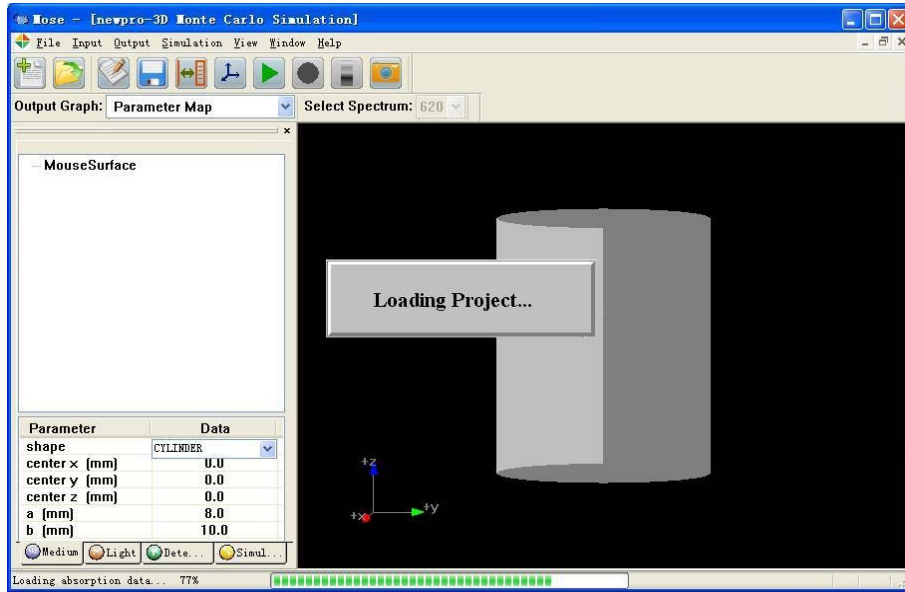 Mose - [newpro-3D Monte Carlo Simulation]
File Input Output Simulation View Window Help
Output Graph: Parameter Map Select Spectrum: 620
MouseSurface
Loading Project...
Parameter Data
shape CYLINDER
center x (mm) 0.0
center y (mm) 0.0
center z (mm) 0.0
a (mm) 8.0
b (mm) 10.0
+z
+y
+x
Medium Light Dete... Simul...
Loading absorption data... 77%